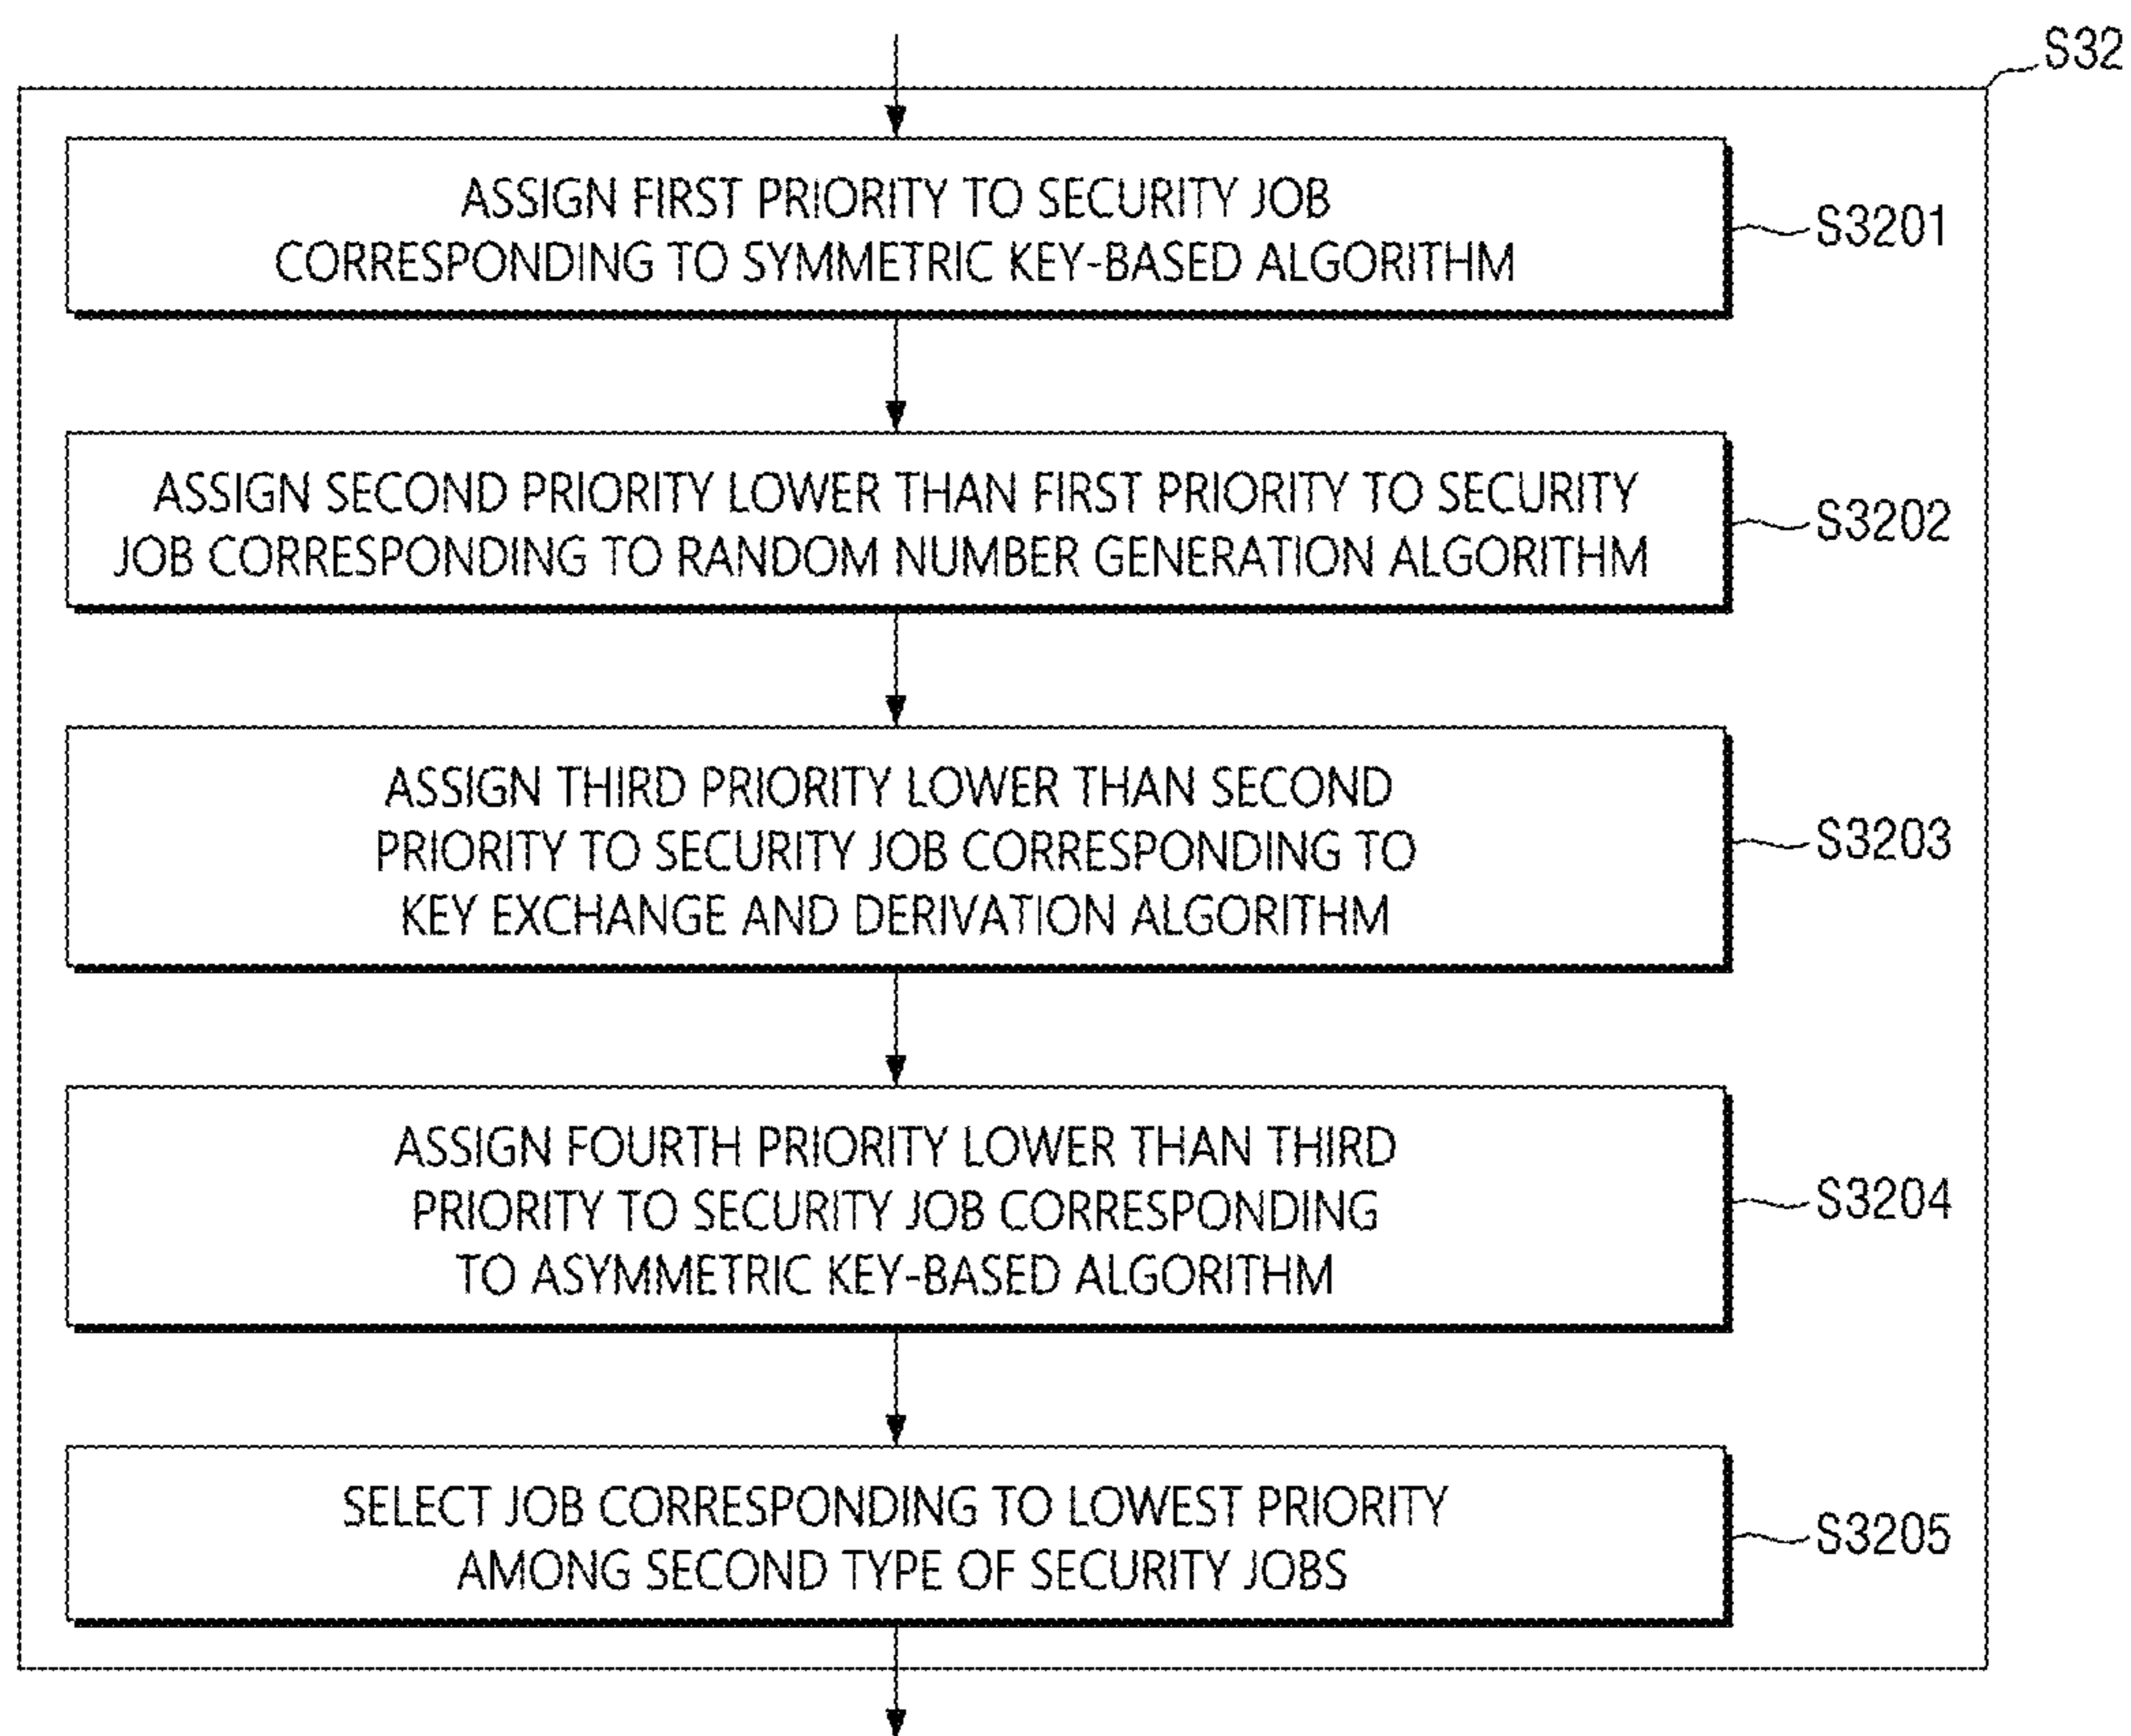 S32
ASSIGN FIRST PRIORITY TO SECURITY JOB
CORRESPONDING TO SYMMETRIC KEY-BASED ALGORITHM
S3201
ASSIGN SECOND PRIORITY LOWER THAN FIRST PRIORITY TO SECURITY
JOB CORRESPONDING TO RANDOM NUMBER GENERATION ALGORITHM
S3202
ASSIGN THIRD PRIORITY LOWER THAN SECOND
PRIORITY TO SECURITY JOB CORRESPONDING TO
KEY EXCHANGE AND DERIVATION ALGORITHM
S3203
ASSIGN FOURTH PRIORITY LOWER THAN THIRD
PRIORITY TO SECURITY JOB CORRESPONDING
TO ASYMMETRIC KEY-BASED ALGORITHM
S3204
SELECT JOB CORRESPONDING TO LOWEST PRIORITY
AMONG SECOND TYPE OF SECURITY JOBS
S3205